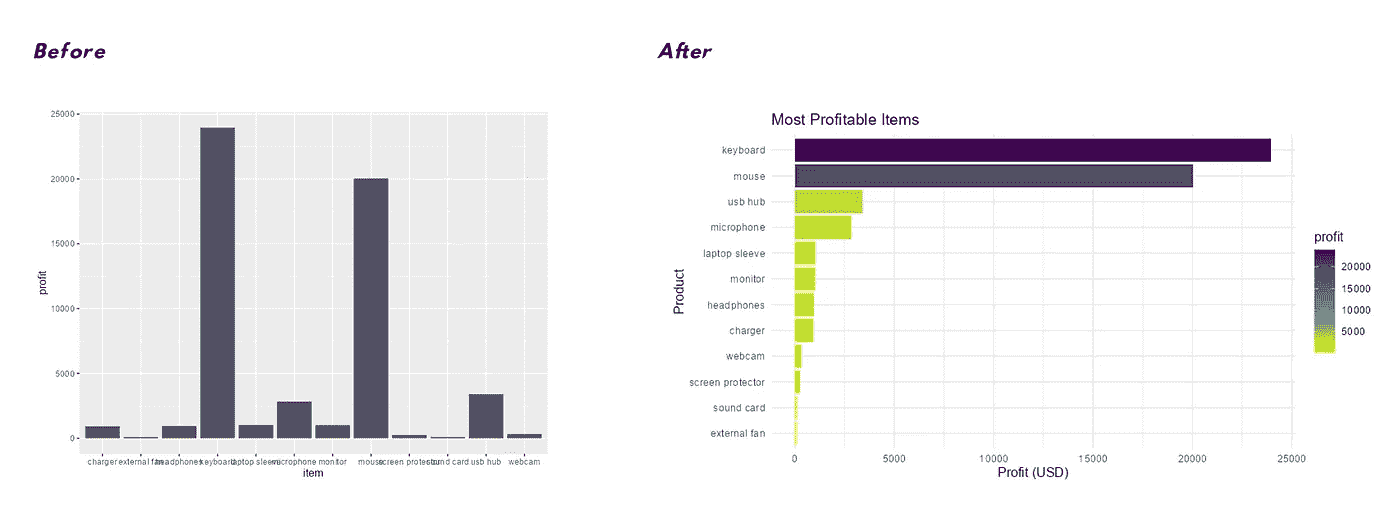 Before
After
25000
20000
15000
10000
5000
0
profit
charger external fan headphones keyboard laptop sleeve microphone monitor mouse screen protector sound card usb hub webcam
item
Most Profitable Items
keyboard
mouse
usb hub
microphone
laptop sleeve
monitor
headphones
charger
webcam
screen protector
sound card
external fan
Product
0 5000 10000 15000 20000 25000
Profit (USD)
profit
20000
15000
10000
5000